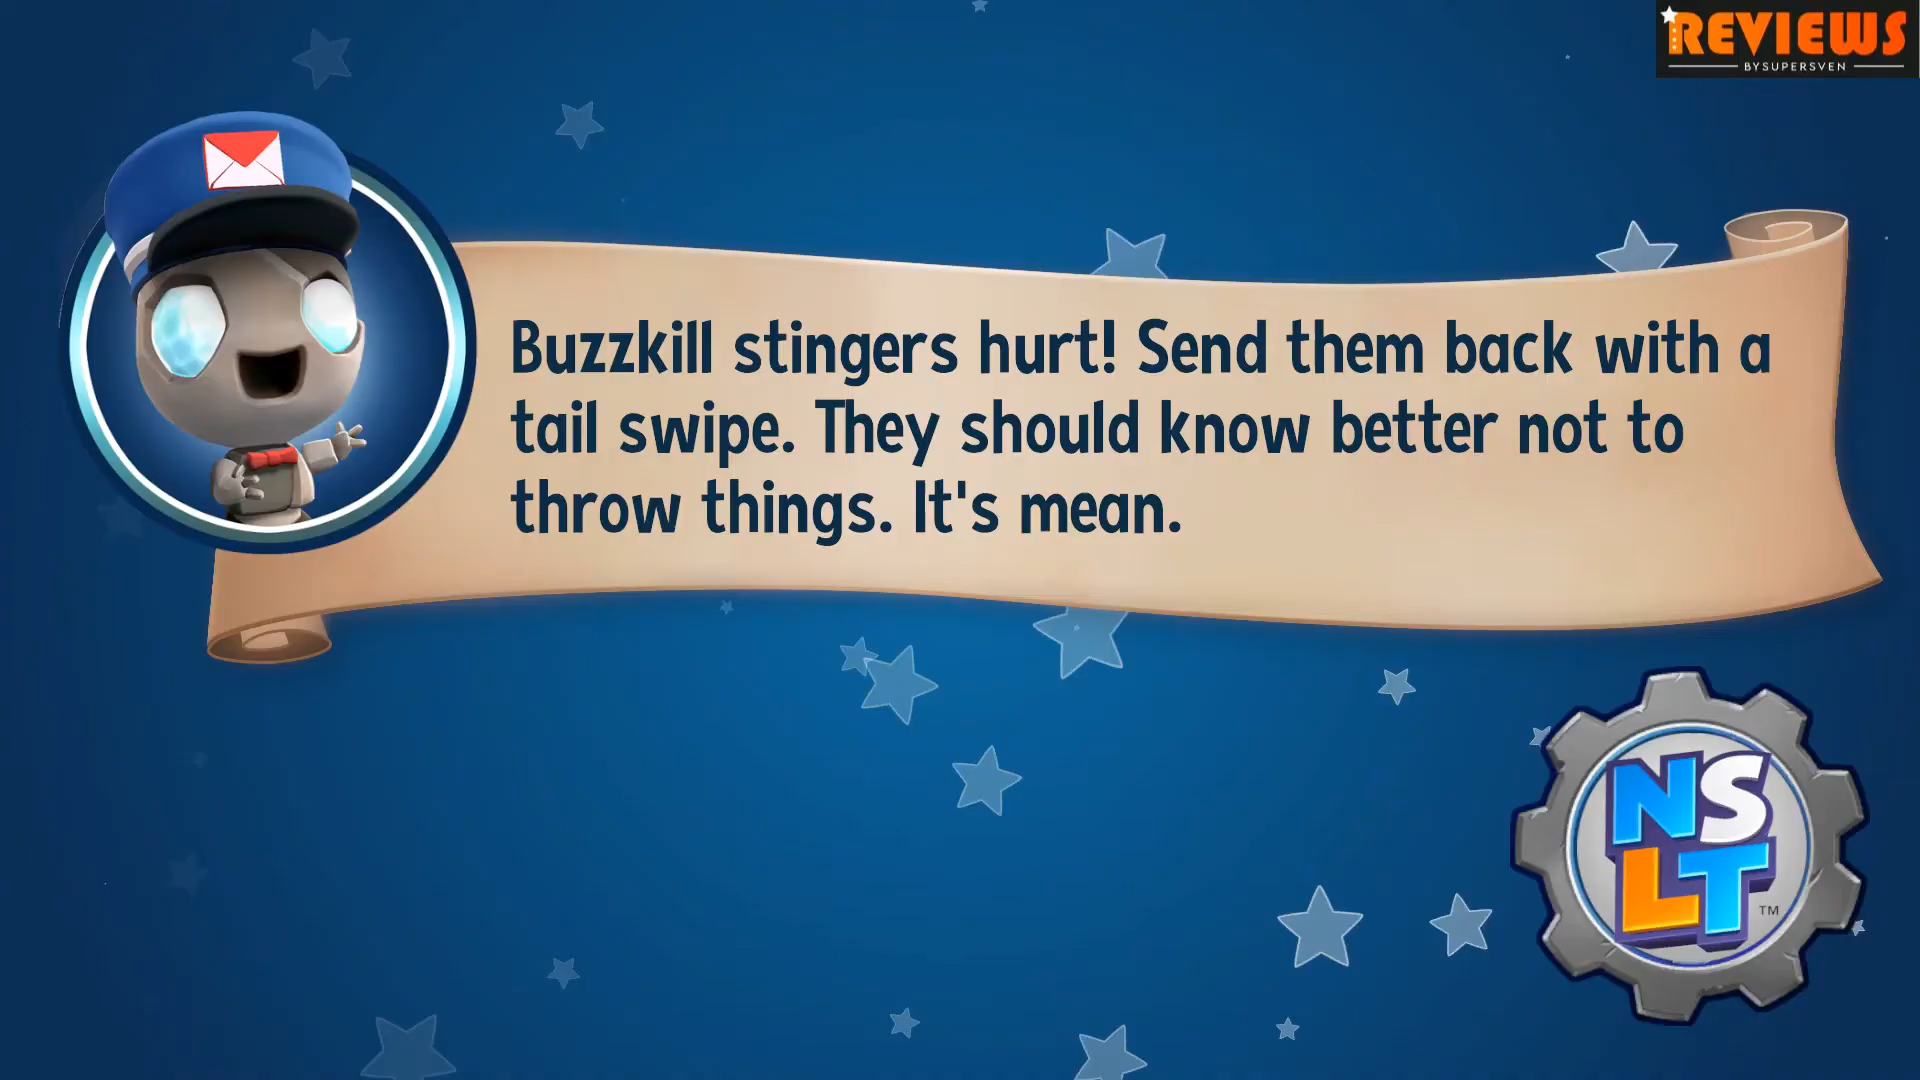 REVIEWS
BYSUPERSVEN
Buzzkill stingers hurt! Send them back with a
tail swipe. They should know better not to
throw things. It's mean.
NS
LT
TM